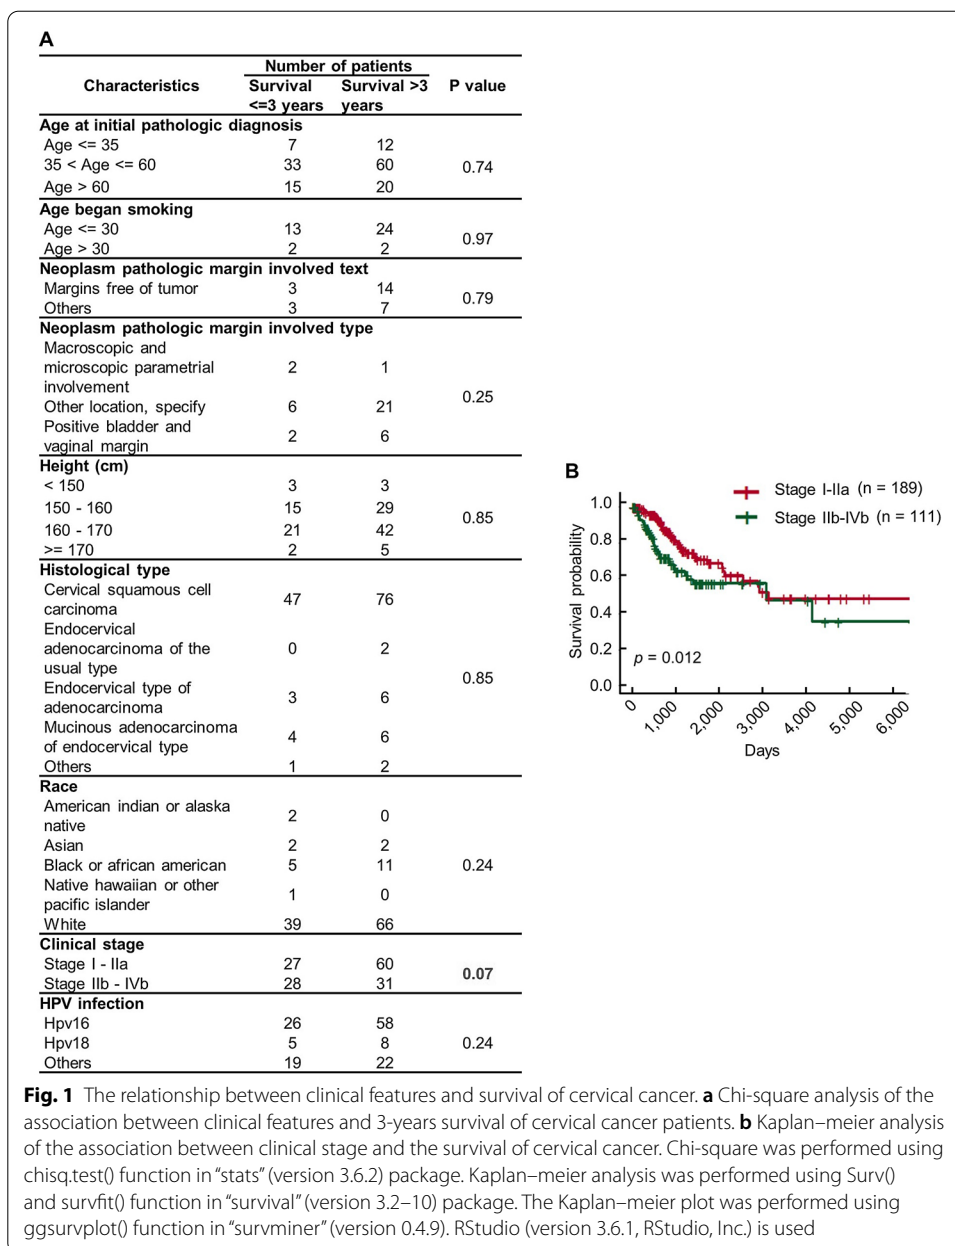 A
Number of patients
Characteristics Survival <=3 years Survival >3 years P value
Age at initial pathologic diagnosis
Age <= 35 7 12
35 < Age <= 60 33 60 0.74
Age > 60 15 20
Age began smoking
Age <= 30 13 24 0.97
Age > 30 2 2
Neoplasm pathologic margin involved text
Margins free of tumor 3 14 0.79
Others 3 7
Neoplasm pathologic margin involved type
Macroscopic and
microscopic parametrial 2 1
involvement
0.25
Other location, specify 6 21
Positive bladder and
vaginal margin 2 6
Height (cm)
< 150 3 3
150 - 160 15 29 0.85
160 - 170 21 42
>= 170 2 5
Histological type
Cervical squamous cell
carcinoma 47 76
Endocervical
adenocarcinoma of the 0 2
usual type
0.85
Endocervical type of
adenocarcinoma 3 6
Mucinous adenocarcinoma
of endocervical type 4 6
Others 1 2
Race
American indian or alaska
native 2 0
Asian 2 2
Black or african american 5 11 0.24
Native hawaiian or other
pacific islander 1 0
White 39 66
Clinical stage
Stage I - IIa 27 60 0.07
Stage IIb - IVb 28 31
HPV infection
Hpv16 26 58
Hpv18 5 8 0.24
Others 19 22
B
Stage I-IIa (n = 189)
Stage IIb-IVb (n = 111)
Survival probability
1.0
0.8
0.6
0.4
0.2
0.0
p = 0.012
0 1,000 2,000 3,000 4,000 5,000 6,000
Days
Fig. 1 The relationship between clinical features and survival of cervical cancer. a Chi-square analysis of the
association between clinical features and 3-years survival of cervical cancer patients. b Kaplan–meier analysis
of the association between clinical stage and the survival of cervical cancer. Chi-square was performed using
chisq.test() function in “stats” (version 3.6.2) package. Kaplan–meier analysis was performed using Surv()
and survfit() function in “survival” (version 3.2–10) package. The Kaplan–meier plot was performed using
ggsurvplot() function in “survminer” (version 0.4.9). RStudio (version 3.6.1, RStudio, Inc.) is used